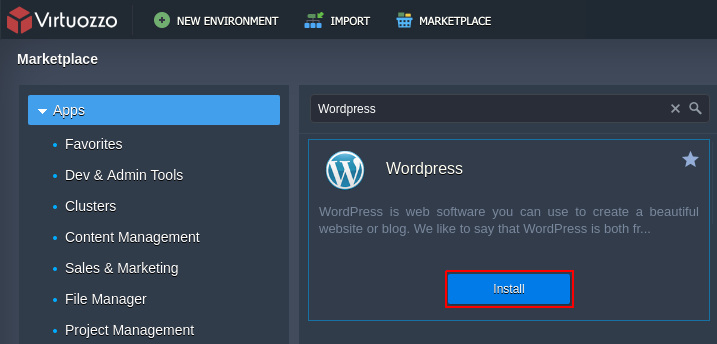 Virtuozzo
NEW ENVIRONMENT
IMPORT
MARKETPLACE
Marketplace
Apps
Favorites
Dev & Admin Tools
Clusters
Content Management
Sales & Marketing
File Manager
Project Management
Wordpress
Wordpress
WordPress is web software you can use to create a beautiful
website or blog. We like to say that WordPress is both fr...
Install